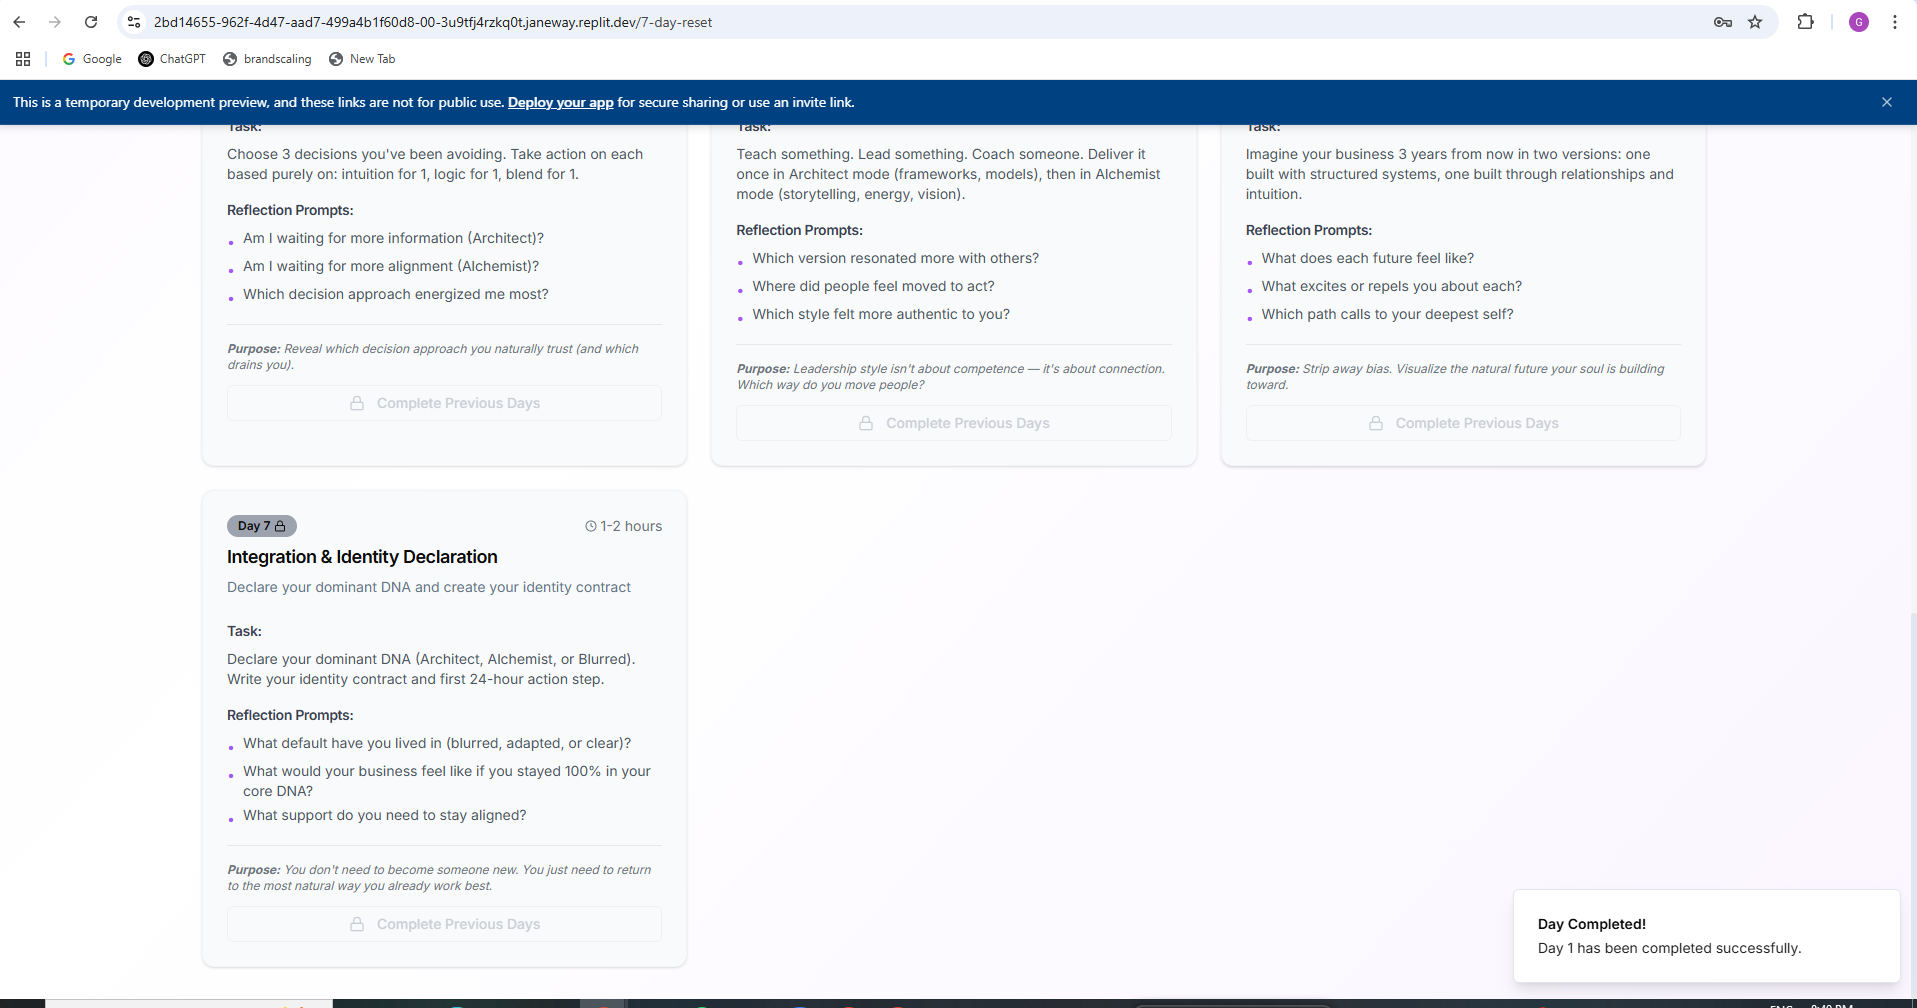 2bd14655-962f-4d47-aad7-499a4b1f60d8-00-3u9tfj4rzkq0t.janeway.replit.dev/7-day-reset
G
Google
ChatGPT
brandscaling
New Tab
This is a temporary development preview, and these links are not for public use. Deploy your app for secure sharing or use an invite link.
Task:
Choose 3 decisions you've been avoiding. Take action on each
based purely on: intuition for 1, logic for 1, blend for 1.
Reflection Prompts:
Am I waiting for more information (Architect)?
Am I waiting for more alignment (Alchemist)?
Which decision approach energized me most?
Purpose: Reveal which decision approach you naturally trust (and which
drains you).
Complete Previous Days
Task:
Teach something. Lead something. Coach someone. Deliver it
once in Architect mode (frameworks, models), then in Alchemist
mode (storytelling, energy, vision).
Reflection Prompts:
Which version resonated more with others?
Where did people feel moved to act?
Which style felt more authentic to you?
Purpose: Leadership style isn't about competence — it's about connection.
Which way do you move people?
Complete Previous Days
Task:
Imagine your business 3 years from now in two versions: one
built with structured systems, one built through relationships and
intuition.
Reflection Prompts:
What does each future feel like?
What excites or repels you about each?
Which path calls to your deepest self?
Purpose: Strip away bias. Visualize the natural future your soul is building
toward.
Complete Previous Days
Day 7
1-2 hours
Integration & Identity Declaration
Declare your dominant DNA and create your identity contract
Task:
Declare your dominant DNA (Architect, Alchemist, or Blurred).
Write your identity contract and first 24-hour action step.
Reflection Prompts:
What default have you lived in (blurred, adapted, or clear)?
What would your business feel like if you stayed 100% in your
core DNA?
What support do you need to stay aligned?
Purpose: You don't need to become someone new. You just need to return
to the most natural way you already work best.
Complete Previous Days
Day Completed!
Day 1 has been completed successfully.